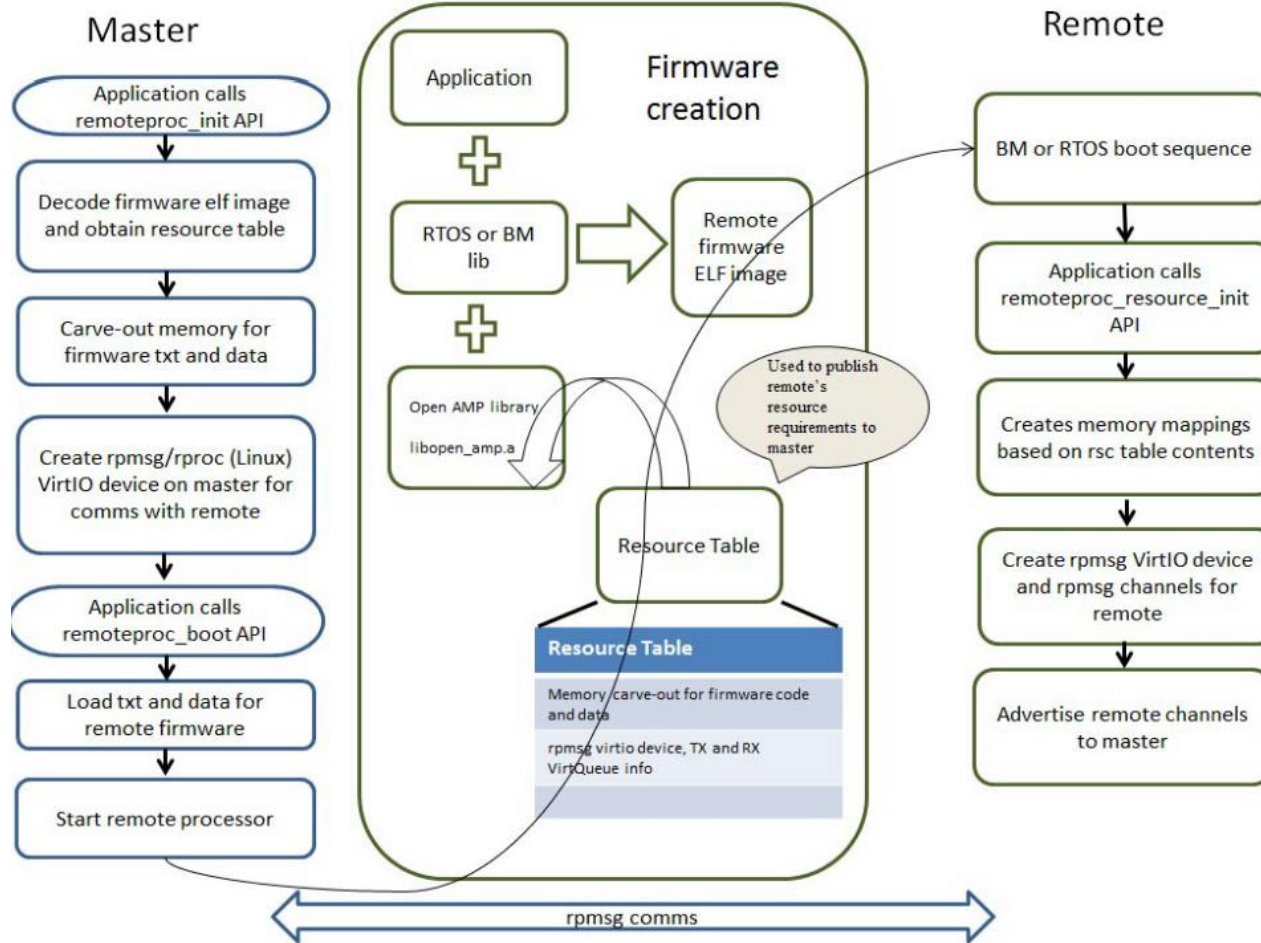 Master
Application calls
remoteproc_init API
Decode firmware elf image
and obtain resource table
Carve-out memory for
firmware txt and data
Create rpmsg/rproc (Linux)
VirtIO device on master for
comms with remote
Application calls
remoteproc_boot API
Load txt and data for
remote firmware
Start remote processor
Firmware
creation
Application
RTOS or BM
lib
Remote
firmware
ELF image
Open AMP library
libopen_amp.a
Used to publish
remote's
resource
requirements to
master
Resource Table
Resource Table
Memory carve-out for firmware code
and data
rpmsg virtio device, TX and RX
VirtQueue info
Remote
BM or RTOS boot sequence
Application calls
remoteproc_resource_init
API
Creates memory mappings
based on rsc table contents
Create rpmsg VirtIO device
and rpmsg channels for
remote
Advertise remote channels
to master
rpmsg comms